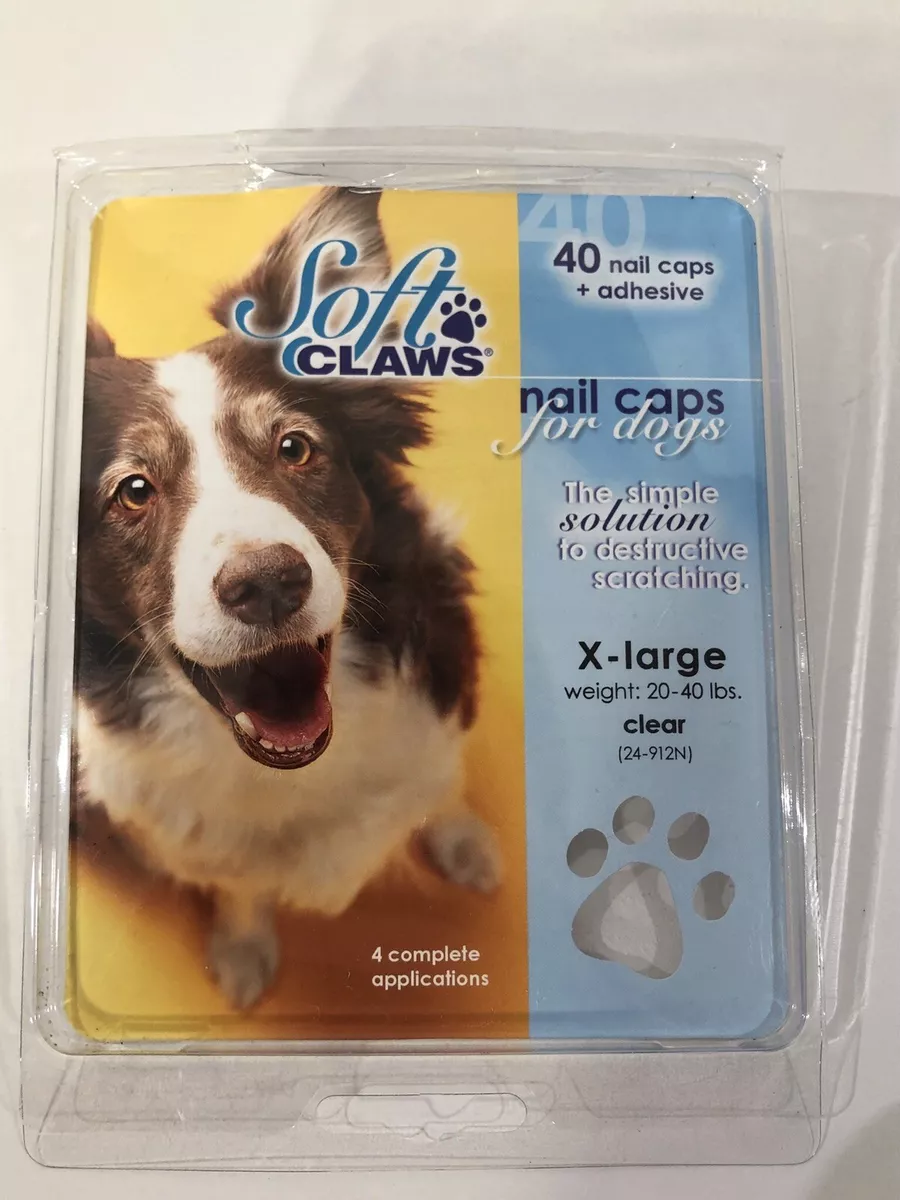 Soft
CLAWS®
40
40 nail caps
+ adhesive
nail caps
for dogs
The simple
solution
to destructive
scratching.
X-large
weight: 20-40 lbs.
clear
(24-912N)
4 complete
applications